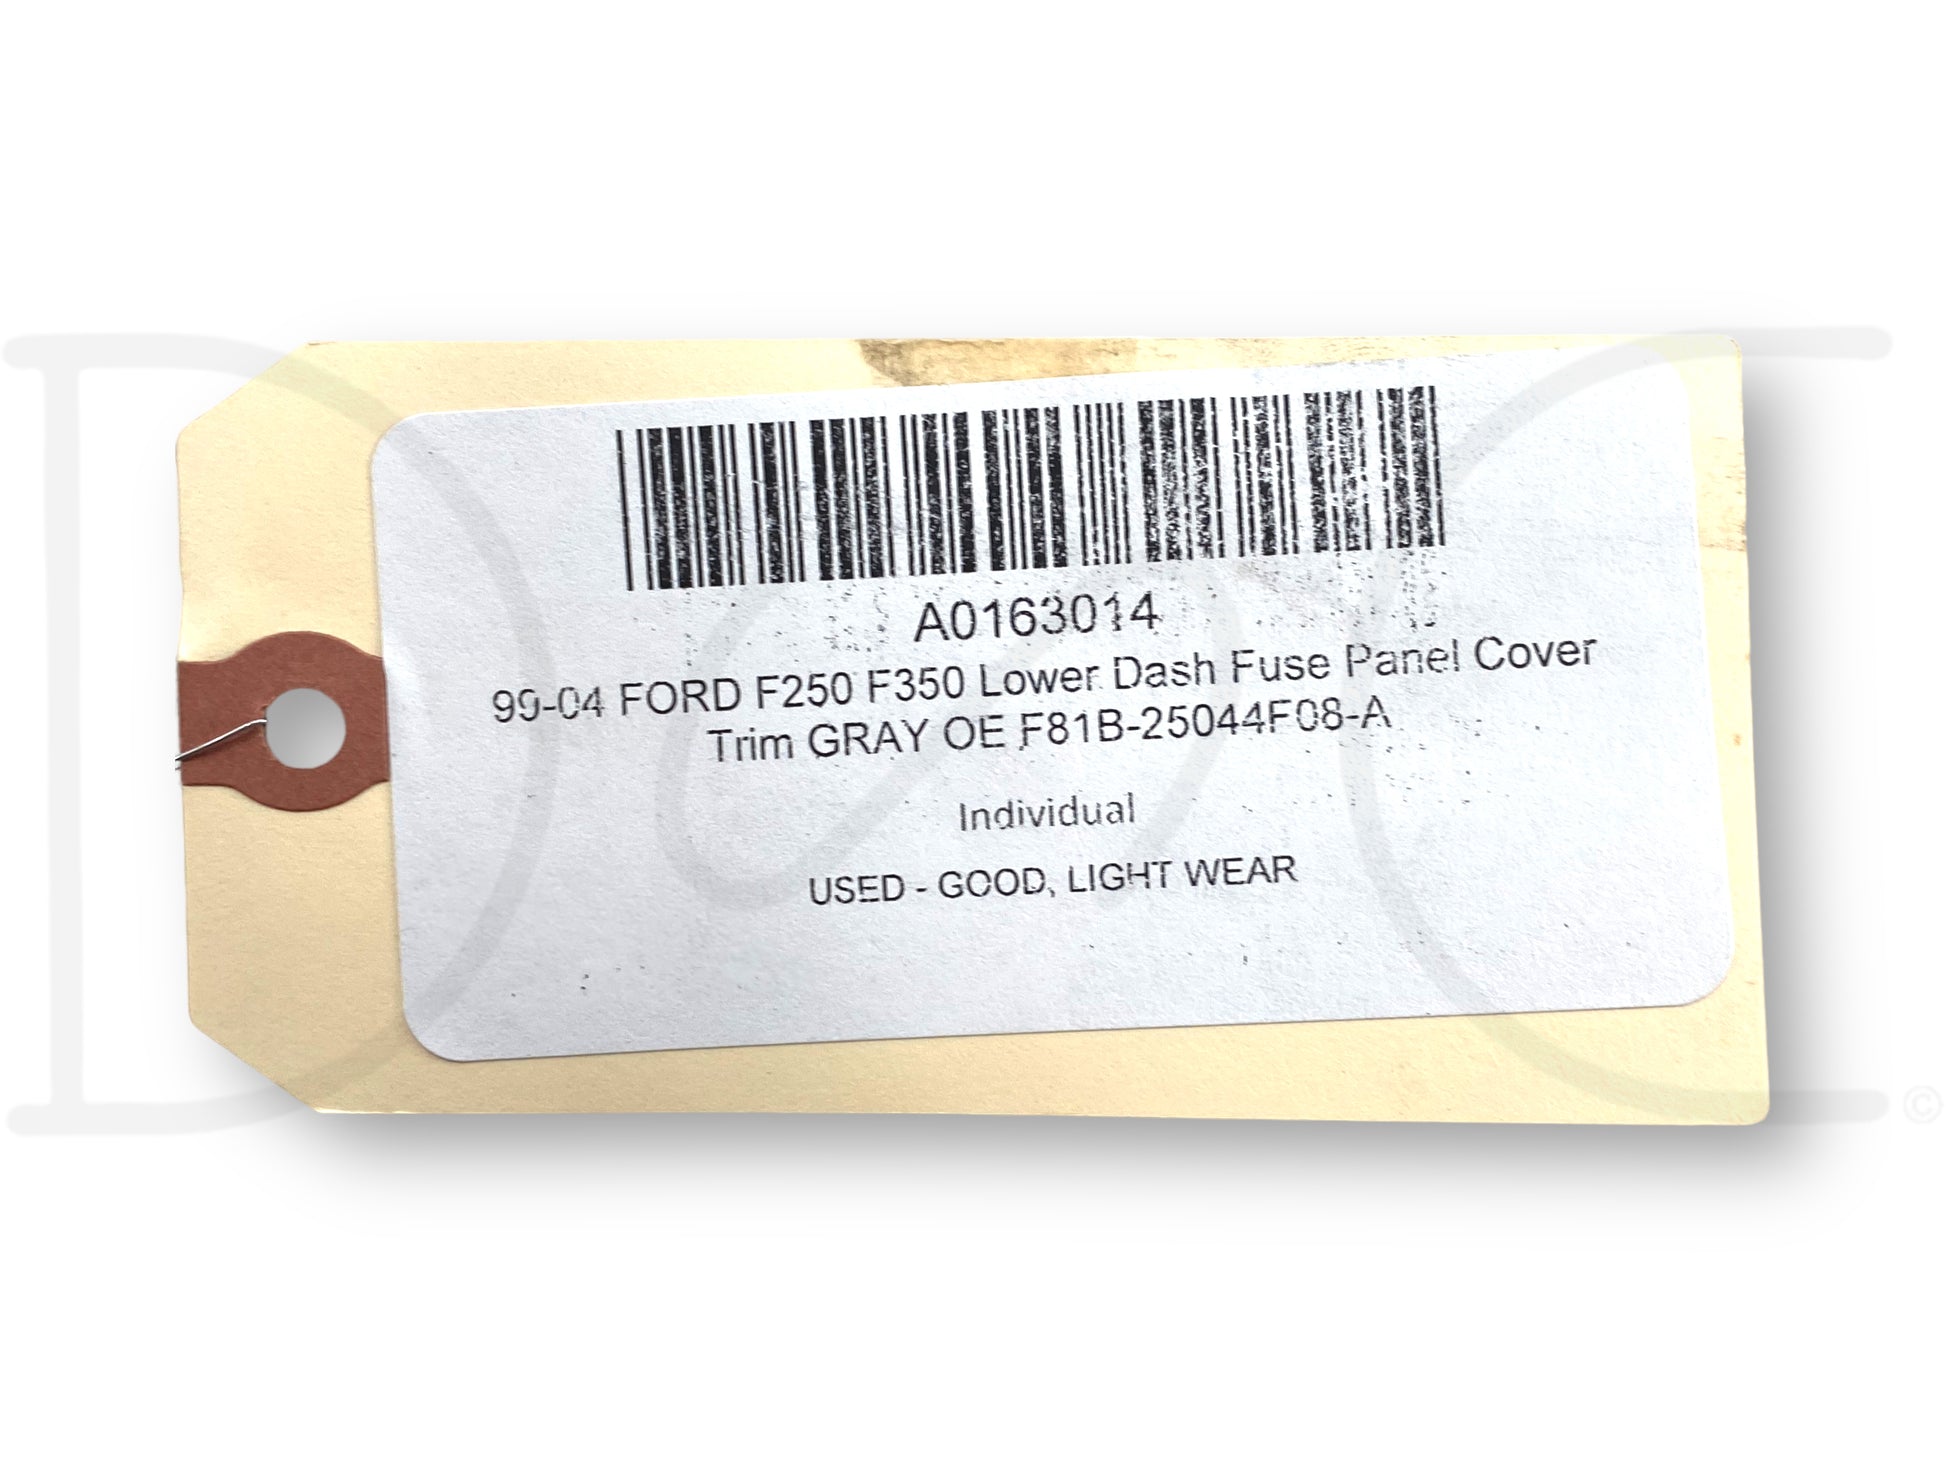 A0163014
99-04 FORD F250 F350 Lower Dash Fuse Panel Cover
Trim GRAY OE F81B-25044F08-A
Individual
USED - GOOD, LIGHT WEAR
©